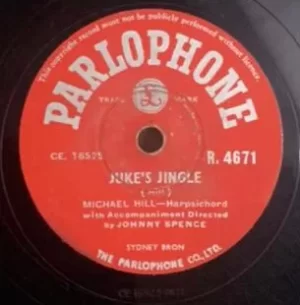 This copyright record must not be publicly performed without licence.
PARLOPHONE
TRADE MARK
CE. 16525 R. 4671
JUKE'S JINGLE
MICHAEL HILL—Harpsichord
with Accompaniment Directed
by JOHNNY SPENCE
SYDNEY BRON
THE PARLOPHONE CO., LTD.